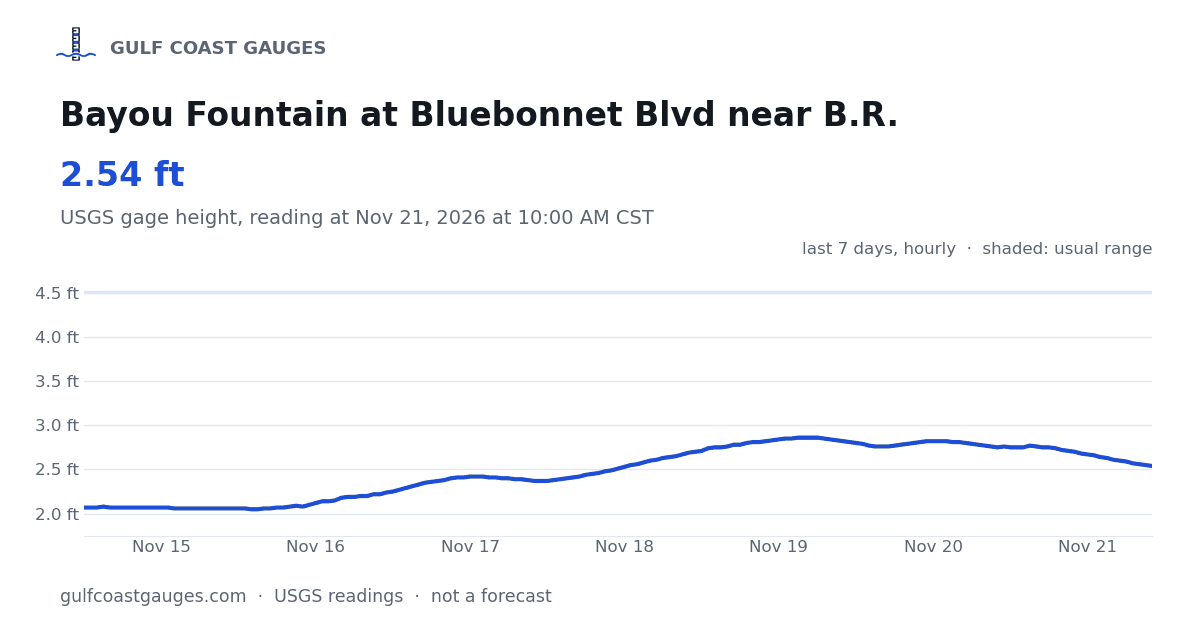 GULF COAST GAUGES
Bayou Fountain at Bluebonnet Blvd near B.R.
2.54 ft
USGS gage height, reading at Nov 21, 2026 at 10:00 AM CST
last 7 days, hourly · shaded: usual range
4.5 ft
4.0 ft
3.5 ft
3.0 ft
2.5 ft
2.0 ft
Nov 15 Nov 16 Nov 17 Nov 18 Nov 19 Nov 20 Nov 21
gulfcoastgauges.com · USGS readings · not a forecast